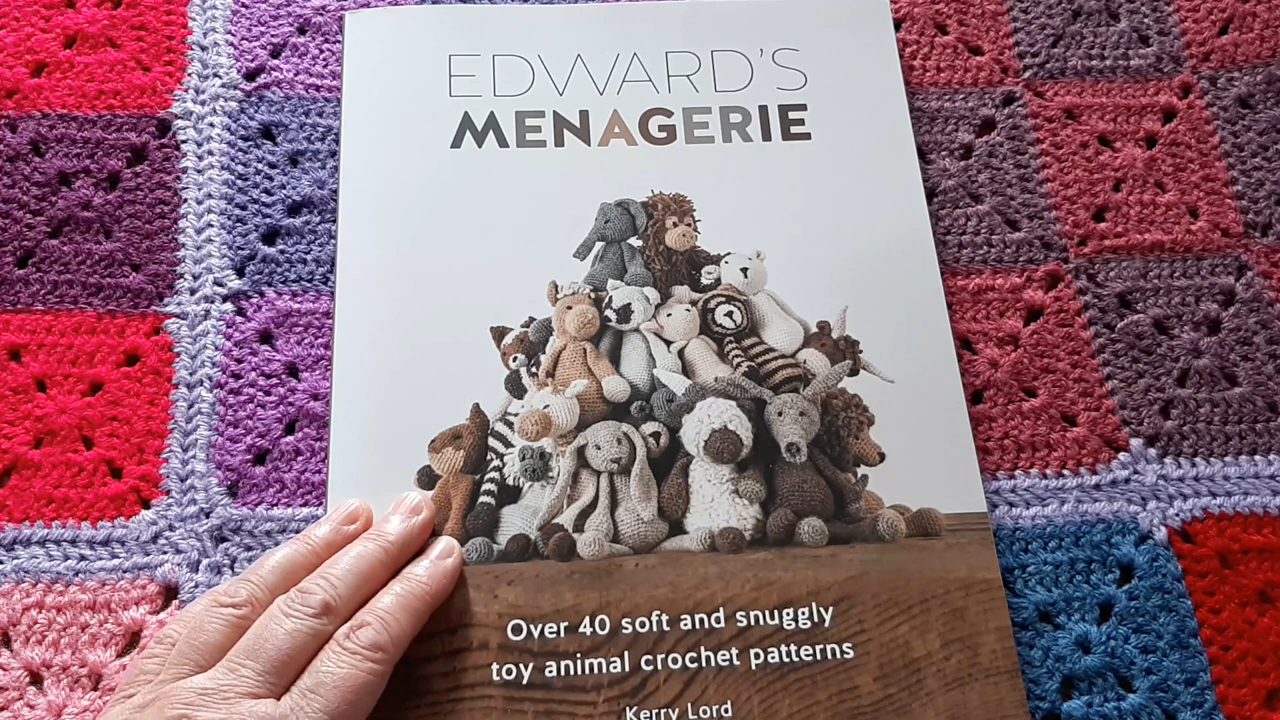 EDWARD'S
MENAGERIE
Over 40 soft and snuggly
toy animal crochet patterns
Kerry Lord